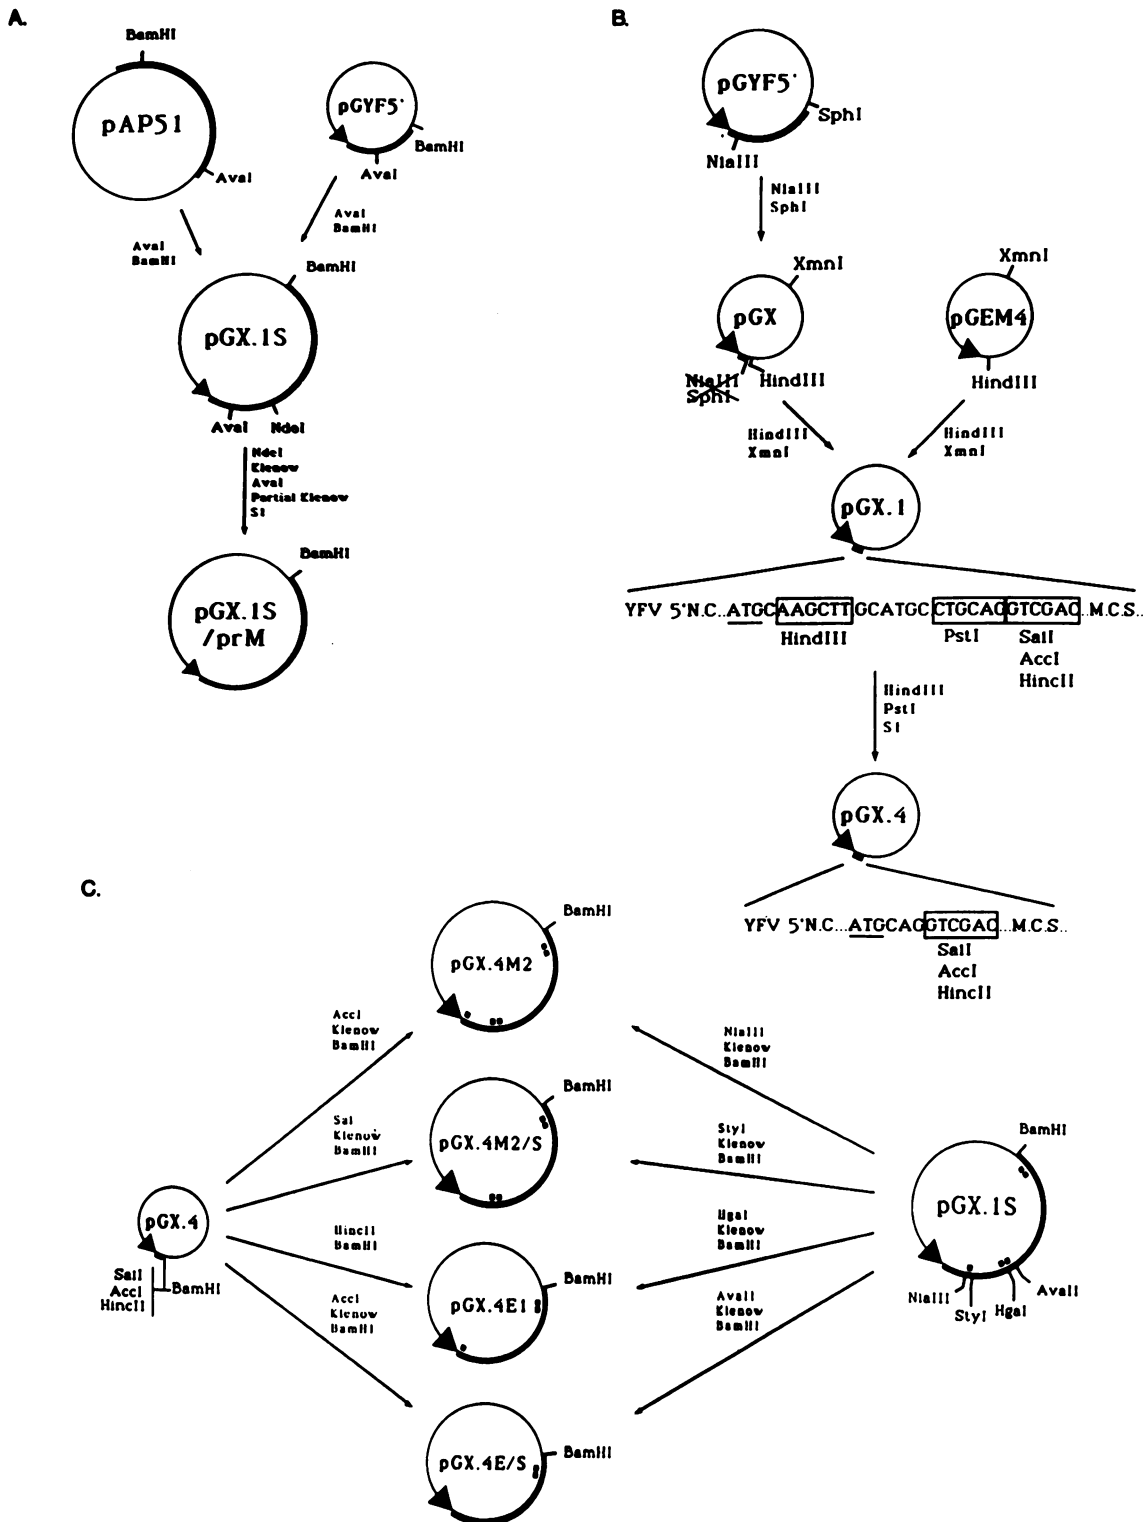 A.
BamHI
pAP51
AvaI
pGYF5'
BamHI
AvaI
AvaI
BamHI
AvaI
BamHI
BamHI
pGX.1S
AvaI NdeI
NdeI
Klenow
AvaI
Partial Klenow
S1
BamHI
pGX.1S
/prM
B.
pGYF5'
SphI
NlaIII
NlaIII
SphI
XmnI
pGX
NlaIII
SphI
HindIII
XmnI
pGEM4
HindIII
HindIII
XmnI
HindIII
XmnI
pGX.1
YFV 5'N.C...ATGCAAGCTTGCATGCCTGCAGGTCGAC...M.C.S...
HindIII
PstI
SalI
AccI
HincII
HindIII
PstI
S1
pGX.4
YFV 5'N.C...ATGCAGGTCGAC...M.C.S..
SalI
AccI
HincII
C.
BamHI
pGX.4M2
AccI
Klenow
BamHI
NlaIII
Klenow
BamHI
BamHI
pGX.4M2/S
Sal
Klenow
BamHI
StyI
Klenow
BamHI
pGX.4
SalI
AccI
HincII
BamHI
HincII
BamHI
HgaI
Klenow
BamHI
BamHI
pGX.4E1
AccI
Klenow
BamHI
AvaII
Klenow
BamHI
BamHI
pGX.4E/S
BamHI
pGX.1S
NlaIII
StyI
HgaI
AvaII